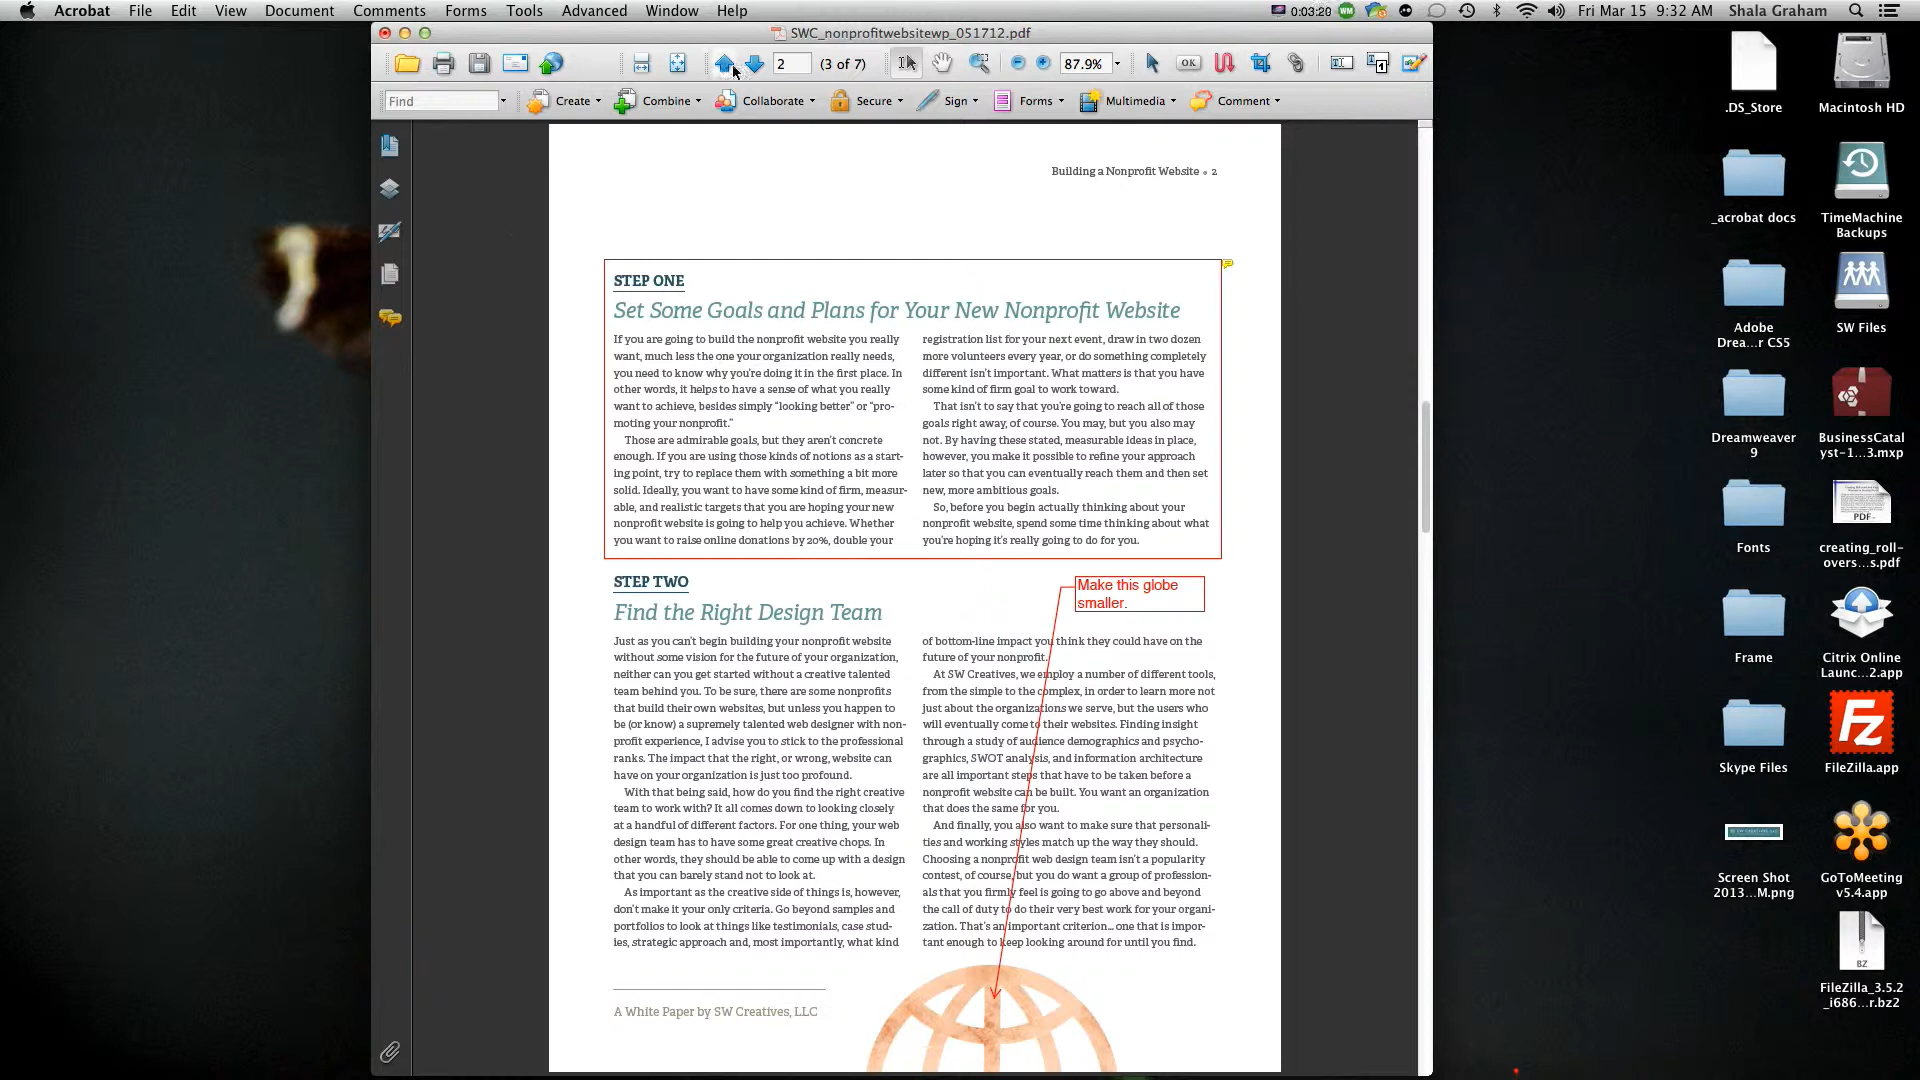 Acrobat File Edit View Document Comments Forms Tools Advanced Window Help
0:03:20 WM Fri Mar 15 9:32 AM Shala Graham
SWC_nonprofitwebsitewp_051712.pdf
2 (3 of 7) OK 87.9%
Find Create Combine Collaborate Secure Sign Forms Multimedia Comment
Building a Nonprofit Website • 2
STEP ONE
Set Some Goals and Plans for Your New Nonprofit Website
If you are going to build the nonprofit website you really
want, much less the one your organization really needs,
you need to know why you're doing it in the first place. In
other words, it helps to have a sense of what you really
want to achieve, besides simply “looking better” or “pro-
moting your nonprofit.”
Those are admirable goals, but they aren't concrete
enough. If you are using those kinds of notions as a start-
ing point, try to replace them with something a bit more
solid. Ideally, you want to have some kind of firm, measur-
able, and realistic targets that you are hoping your new
nonprofit website is going to help you achieve. Whether
you want to raise online donations by 20%, double your
registration list for your next event, draw in two dozen
more volunteers every year, or do something completely
different isn't important. What matters is that you have
some kind of firm goal to work toward.
That isn't to say that you're going to reach all of those
goals right away, of course. You may, but you also may
not. By having these stated, measurable ideas in place,
however, you make it possible to refine your approach
later so that you can eventually reach them and then set
new, more ambitious goals.
So, before you begin actually thinking about your
nonprofit website, spend some time thinking about what
you're hoping it's really going to do for you.
STEP TWO
Find the Right Design Team
Make this globe
smaller.
Just as you can't begin building your nonprofit website
without some vision for the future of your organization,
neither can you get started without a creative talented
team behind you. To be sure, there are some nonprofits
that build their own websites, but unless you happen to
be (or know) a supremely talented web designer with non-
profit experience, I advise you to stick to the professional
ranks. The impact that the right, or wrong, website can
have on your organization is just too profound.
With that being said, how do you find the right creative
team to work with? It all comes down to looking closely
at a handful of different factors. For one thing, your web
design team has to have some great creative chops. In
other words, they should be able to come up with a design
that you can barely stand not to look at.
As important as the creative side of things is, however,
don't make it your only criteria. Go beyond samples and
portfolios to look at things like testimonials, case stud-
ies, strategic approach and, most importantly, what kind
of bottom-line impact you think they could have on the
future of your nonprofit.
At SW Creatives, we employ a number of different tools,
from the simple to the complex, in order to learn more not
just about the organizations we serve, but the users who
will eventually come to their websites. Finding insight
through a study of audience demographics and psycho-
graphics, SWOT analysis, and information architecture
are all important steps that have to be taken before a
nonprofit website can be built. You want an organization
that does the same for you.
And finally, you also want to make sure that personali-
ties and working styles match up the way they should.
Choosing a nonprofit web design team isn't a popularity
contest, of course, but you do want a group of profession-
als that you firmly feel is going to go above and beyond
the call of duty to do their very best work for your organi-
zation. That's an important criterion... one that is impor-
tant enough to keep looking around for until you find.
A White Paper by SW Creatives, LLC
.DS_Store
Macintosh HD
_acrobat docs
TimeMachine
Backups
Adobe
Drea...r CS5
SW Files
Dreamweaver
9
BusinessCatal
yst-1...3.mxp
Fonts
PDF
creating_roll-
overs...s.pdf
Frame
Citrix Online
Launc...2.app
Skype Files
Fz
FileZilla.app
Screen Shot
2013...M.png
GoToMeeting
v5.4.app
BZ
FileZilla_3.5.2
_i686...r.bz2